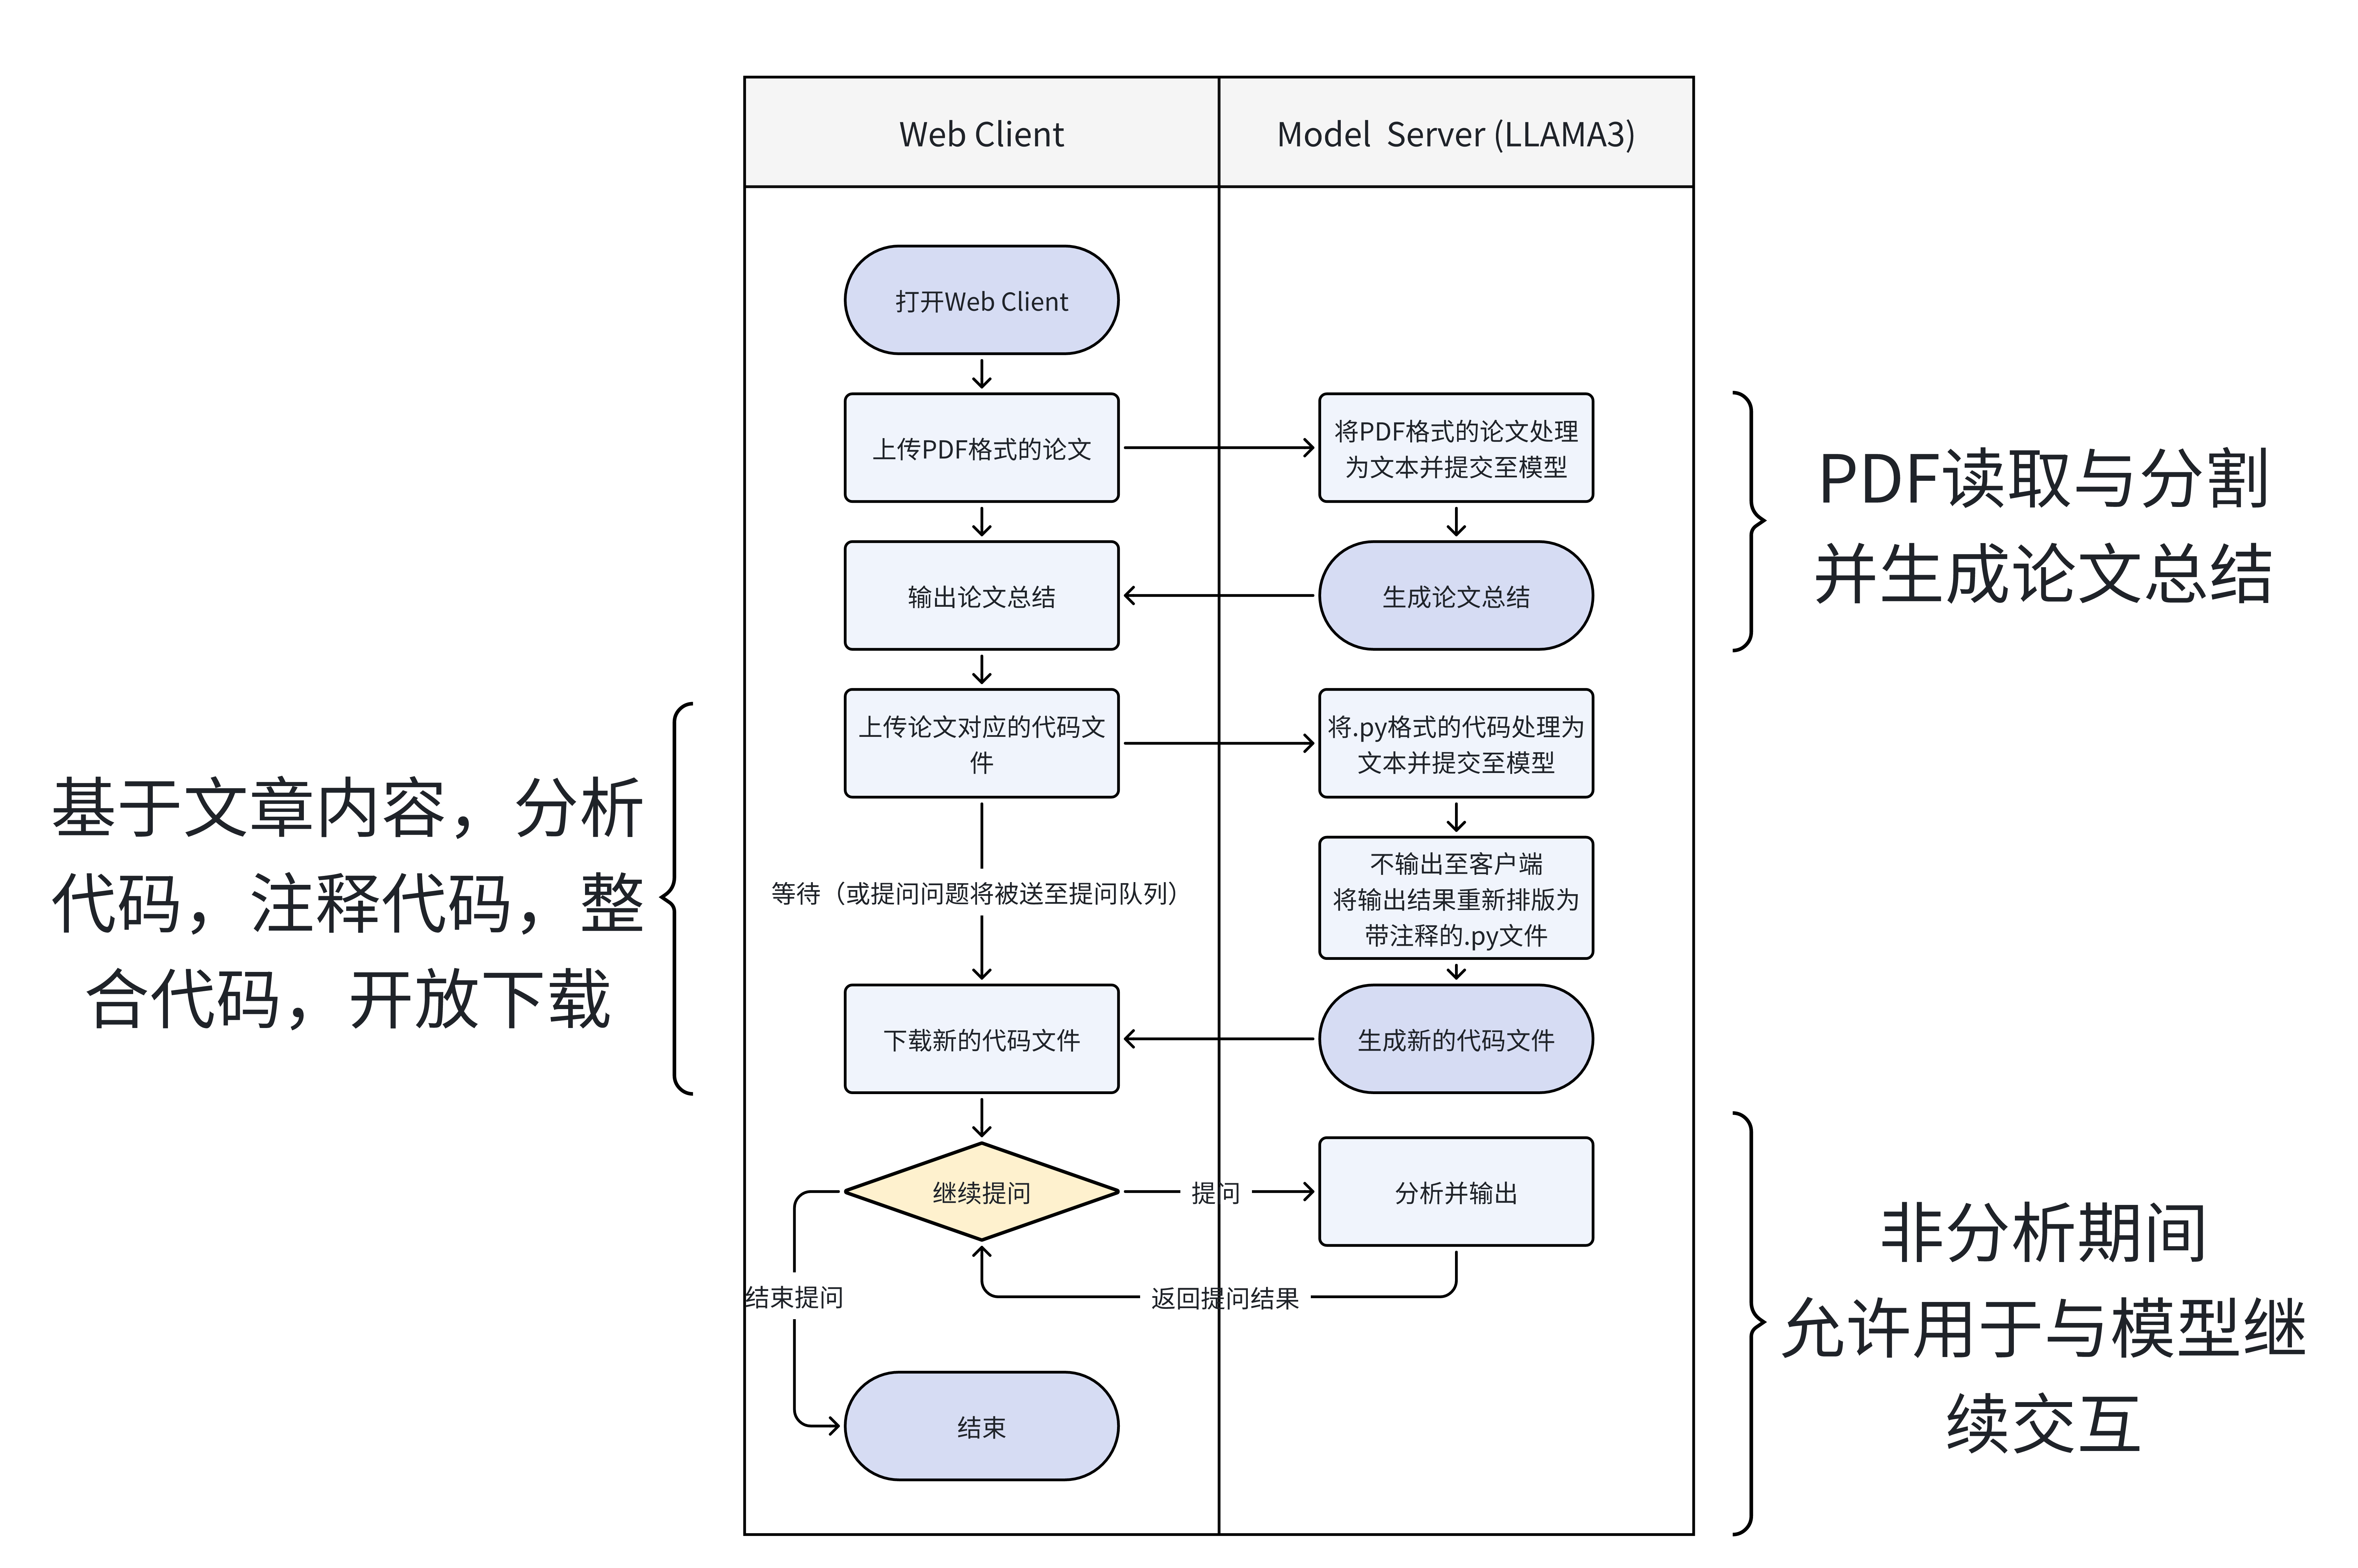 Web Client
Model Server (LLAMA3)
打开Web Client
上传PDF格式的论文
将PDF格式的论文处理
为文本并提交至模型
PDF读取与分割
并生成论文总结
输出论文总结
生成论文总结
上传论文对应的代码文
件
将.py格式的代码处理为
文本并提交至模型
基于文章内容，分析
代码，注释代码，整
合代码，开放下载
等待（或提问问题将被送至提问队列）
不输出至客户端
将输出结果重新排版为
带注释的.py文件
下载新的代码文件
生成新的代码文件
继续提问
提问
分析并输出
结束提问
返回提问结果
非分析期间
允许用于与模型继
续交互
结束